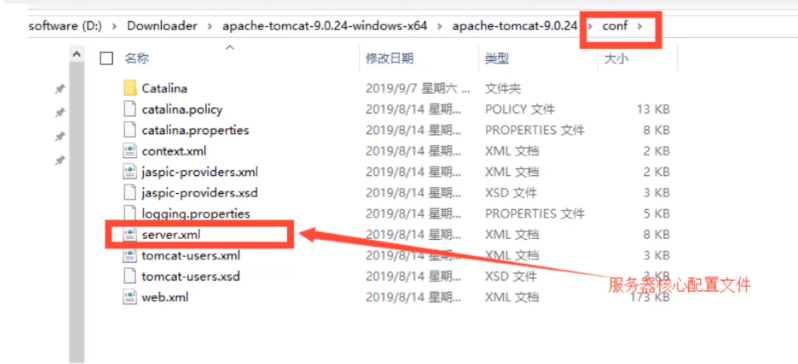 software (D:) › Downloader › apache-tomcat-9.0.24-windows-x64 › apache-tomcat-9.0.24 › conf ›
名称 修改日期 类型 大小
Catalina 2019/9/7 星期六 ... 文件夹
catalina.policy 2019/8/14 星期... POLICY 文件 13 KB
catalina.properties 2019/8/14 星期... PROPERTIES 文件 8 KB
context.xml 2019/8/14 星期... XML 文档 2 KB
jaspic-providers.xml 2019/8/14 星期... XML 文档 2 KB
jaspic-providers.xsd 2019/8/14 星期... XSD 文件 3 KB
logging.properties 2019/8/14 星期... PROPERTIES 文件 5 KB
server.xml 2019/8/14 星期... XML 文档 8 KB
tomcat-users.xml 2019/8/14 星期... XML 文档 3 KB
tomcat-users.xsd 2019/8/14 星期... XSD 文件 3 KB
服务器核心配置文件
web.xml 2019/8/14 星期... XML 文档 173 KB